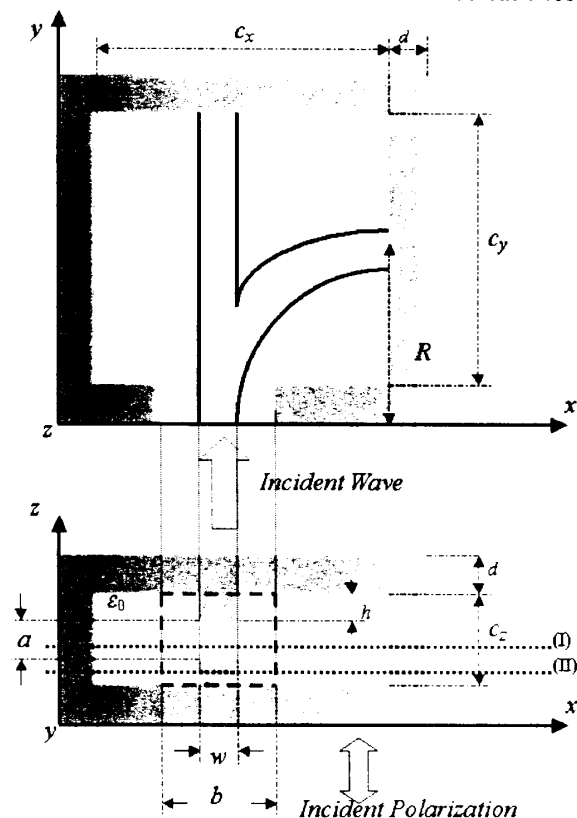 y
c_x
d
c_y
R
z
x
Incident Wave
z
ε_0
h
d
a
c_z
(I)
(II)
y
x
w
b
Incident Polarization